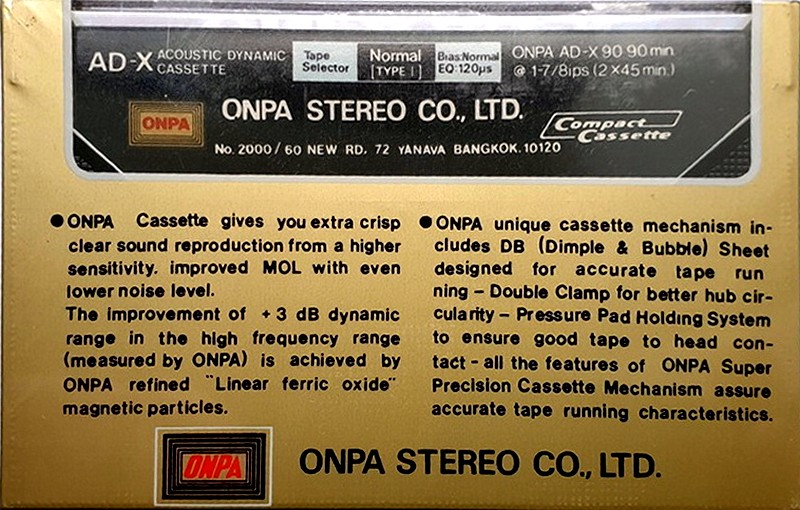 AD-X ACOUSTIC DYNAMIC CASSETTE
Tape Selector
Normal [TYPE I]
Bias:Normal EQ:120µs
ONPA AD-X 90 90 min.
@ 1-7/8ips (2 X 45 min.)
ONPA
ONPA STEREO CO., LTD.
Compact Cassette
No. 2000 / 60 NEW RD. 72 YANAVA BANGKOK. 10120
●ONPA Cassette gives you extra crisp
clear sound reproduction from a higher
sensitivity. improved MOL with even
lower noise level.
The improvement of +3 dB dynamic
range in the high frequency range
(measured by ONPA) is achieved by
ONPA refined "Linear ferric oxide"
magnetic particles.
●ONPA unique cassette mechanism in-
cludes DB (Dimple & Bubble) Sheet
designed for accurate tape run
ning – Double Clamp for better hub cir-
cularity – Pressure Pad Holding System
to ensure good tape to head con-
tact - all the features of ONPA Super
Precision Cassette Mechanism assure
accurate tape running characteristics.
ONPA
ONPA STEREO CO., LTD.